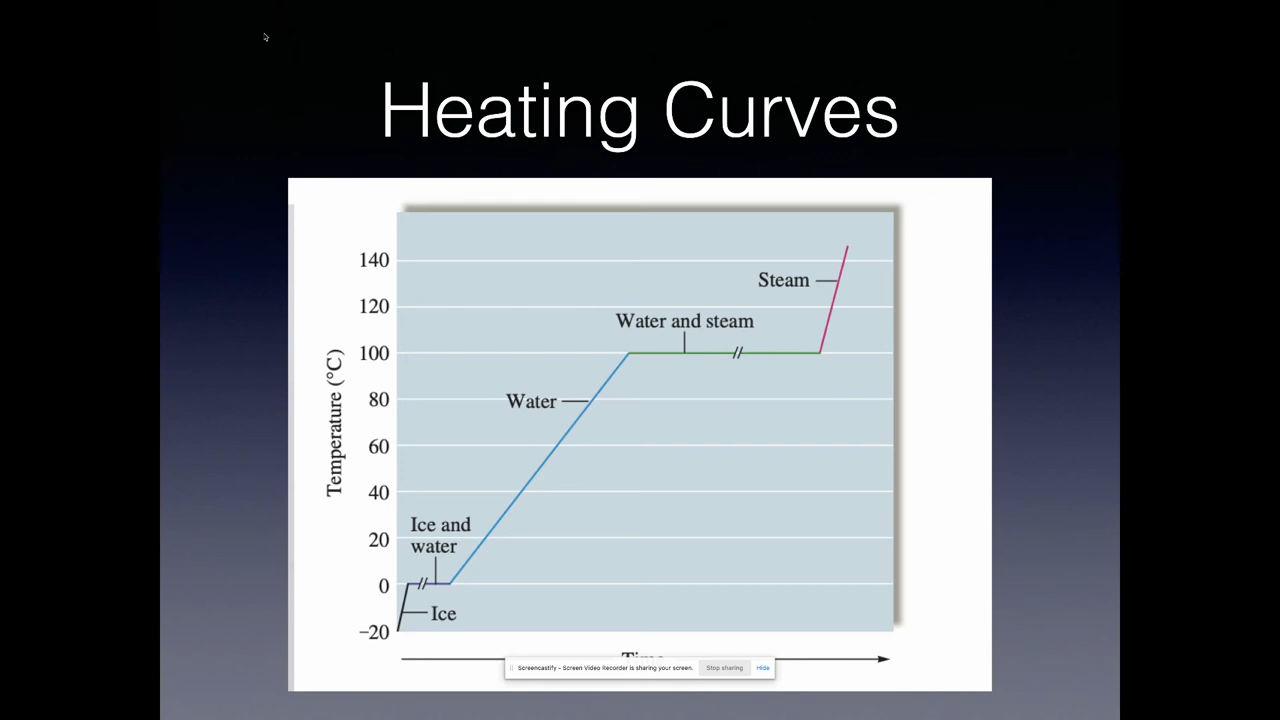 Heating Curves
140
120
100
80
60
40
20
0
−20
Temperature (°C)
Steam
Water and steam
Water
Ice and
water
Ice
Screencastify - Screen Video Recorder is sharing your screen.
Stop sharing
Hide